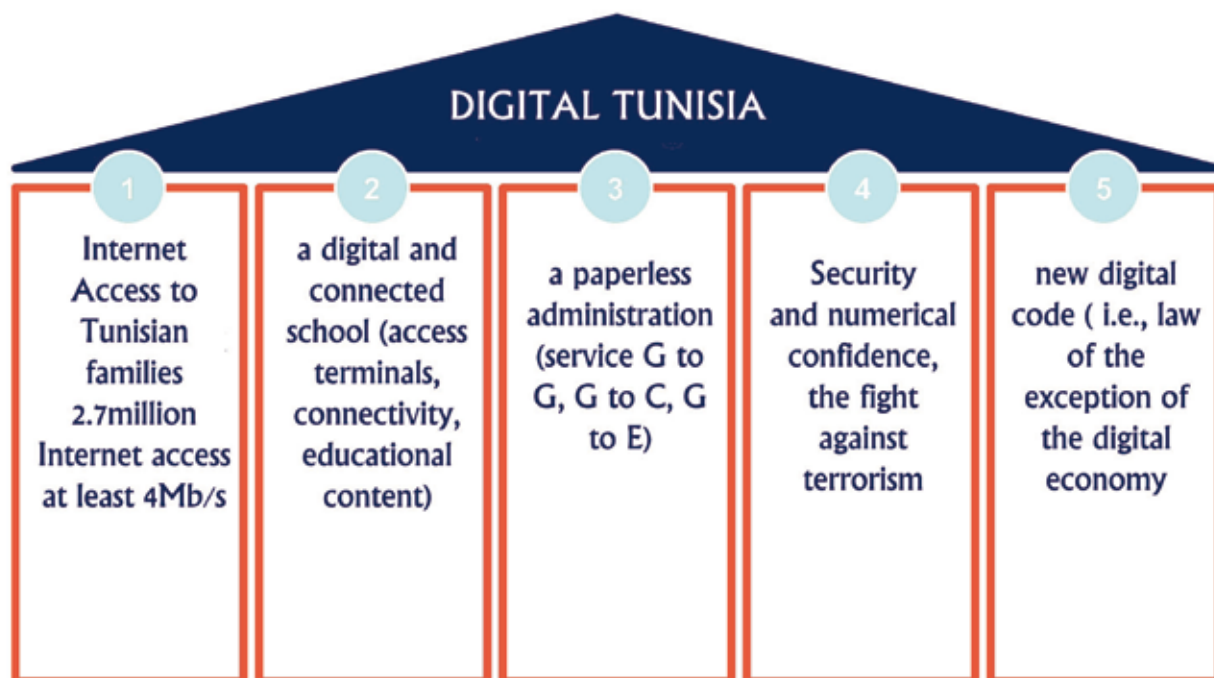 DIGITAL TUNISIA
1
Internet
Access to
Tunisian
families
2.7million
Internet access
at least 4Mb/s
2
a digital and
connected
school (access
terminals,
connectivity,
educational
content)
3
a paperless
administration
(service G to
G, G to C, G
to E)
4
Security
and numerical
confidence,
the fight
against
terrorism
5
new digital
code ( i.e., law
of the
exception of
the digital
economy